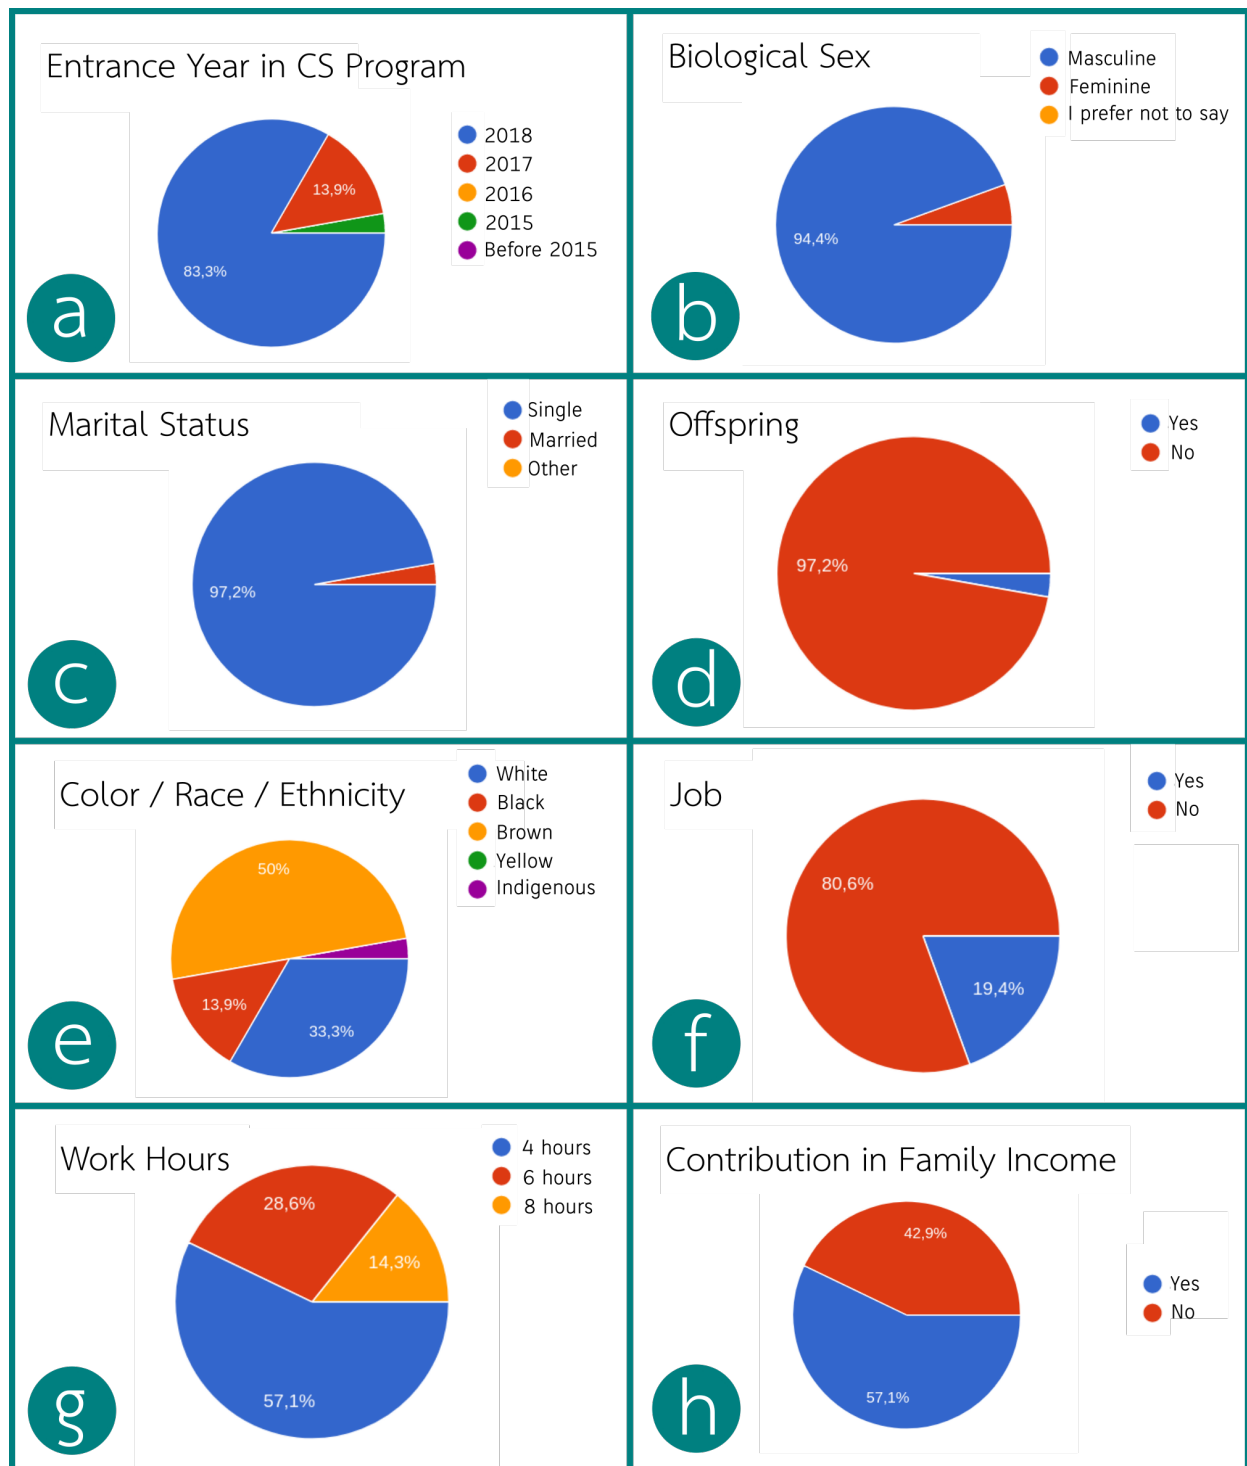 Entrance Year in CS Program
2018
2017
2016
2015
Before 2015
13,9%
83,3%
a
Biological Sex
Masculine
Feminine
I prefer not to say
94,4%
b
Marital Status
Single
Married
Other
97,2%
c
Offspring
Yes
No
97,2%
d
Color / Race / Ethnicity
White
Black
Brown
Yellow
Indigenous
50%
13,9%
33,3%
e
Job
Yes
No
80,6%
19,4%
f
Work Hours
4 hours
6 hours
8 hours
28,6%
14,3%
57,1%
g
Contribution in Family Income
Yes
No
42,9%
57,1%
h